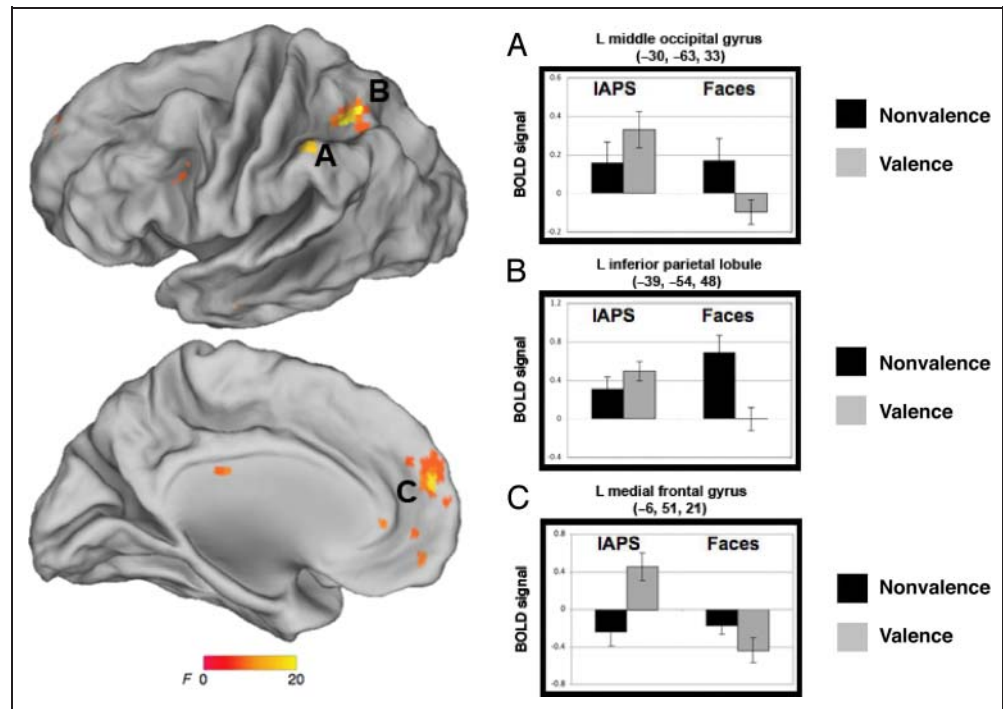 B
A
C
F 0 20
A
L middle occipital gyrus
(–30, –63, 33)
0.6
0.4
0.2
0
-0.2
BOLD signal
IAPS Faces
Nonvalence
Valence
B
L inferior parietal lobule
(–39, –54, 48)
1.2
0.8
0.4
0
-0.4
BOLD signal
IAPS Faces
Nonvalence
Valence
C
L medial frontal gyrus
(–6, 51, 21)
0.8
0.4
0
-0.4
-0.8
BOLD signal
IAPS Faces
Nonvalence
Valence